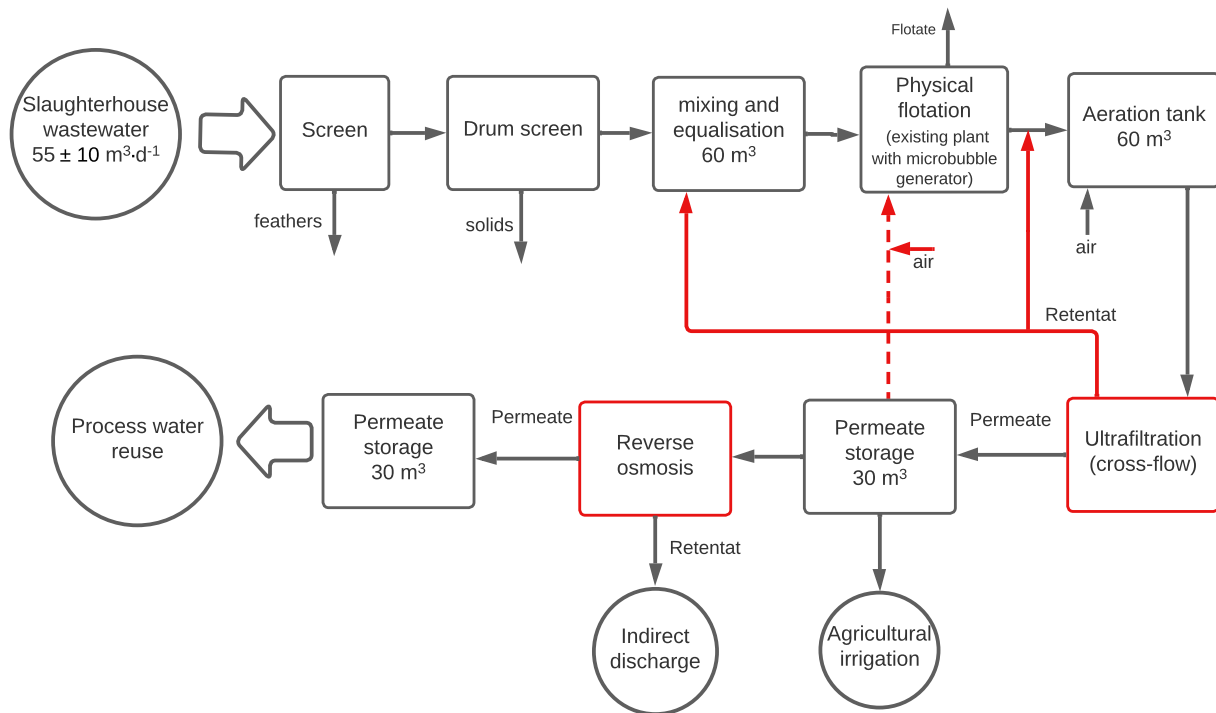 Slaughterhouse
wastewater
55 ± 10 m³·d⁻¹
Screen
feathers
Drum screen
solids
mixing and
equalisation
60 m³
Flotate
Physical
flotation
(existing plant
with microbubble
generator)
Aeration tank
60 m³
air
air
Retentat
Process water
reuse
Permeate
storage
30 m³
Permeate
Reverse
osmosis
Permeate
storage
30 m³
Permeate
Ultrafiltration
(cross-flow)
Retentat
Indirect
discharge
Agricultural
irrigation